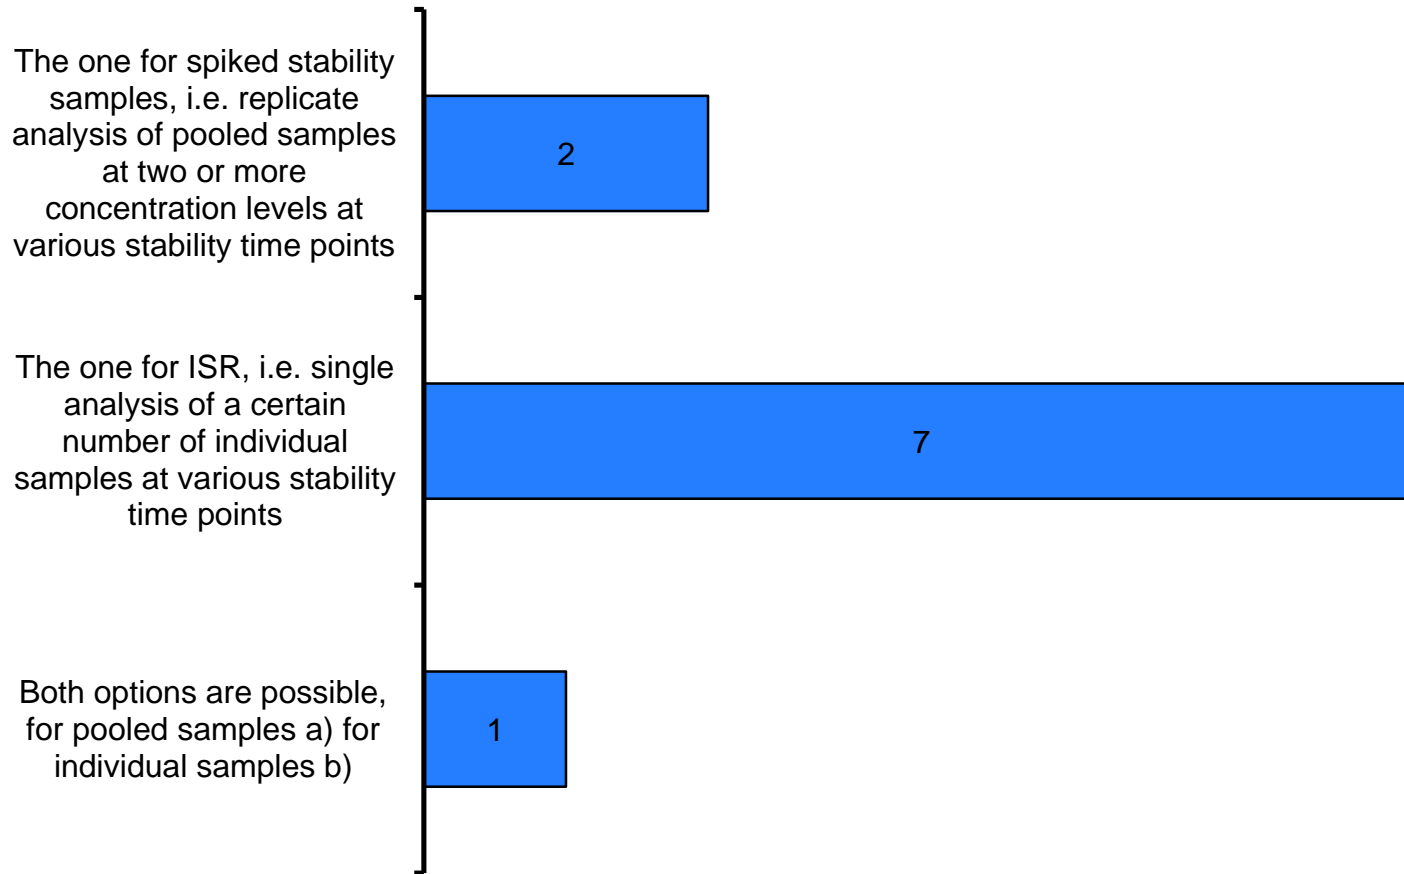 The one for spiked stability
samples, i.e. replicate
analysis of pooled samples
at two or more
concentration levels at
various stability time points
2
The one for ISR, i.e. single
analysis of a certain
number of individual
samples at various stability
time points
7
Both options are possible,
for pooled samples a) for
individual samples b)
1